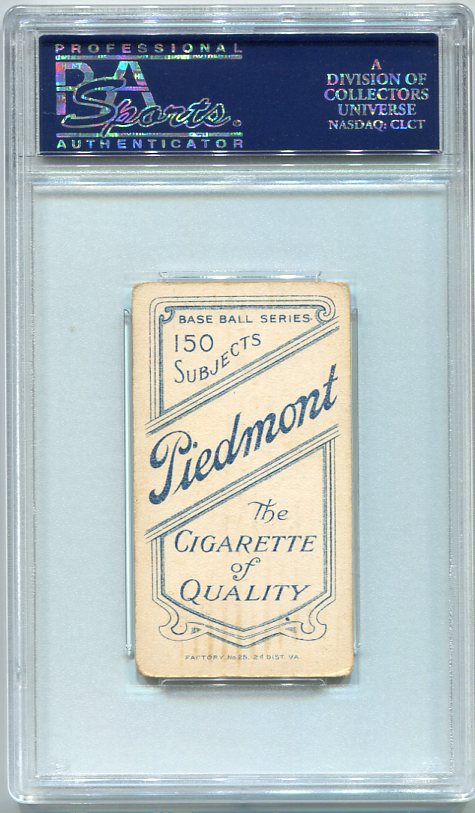 PROFESSIONAL
PSA
Sports.
AUTHENTICATOR
A
DIVISION OF
COLLECTORS
UNIVERSE
NASDAQ: CLCT
BASE BALL SERIES
150
SUBJECTS
Piedmont
The
CIGARETTE
of
QUALITY
FACTORY No 25, 2d DIST. VA.